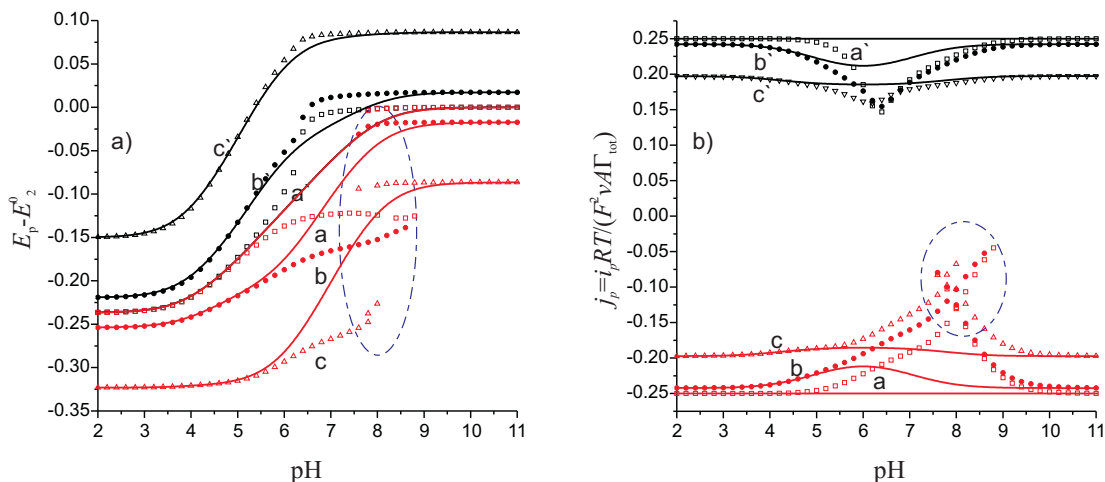 0.10
0.05
0.00
-0.05
-0.10
-0.15
-0.20
-0.25
-0.30
-0.35
E_p-E^0_2
a)
c`
b`
a
a
b
c
2 3 4 5 6 7 8 9 10 11
pH
0.25
0.20
0.15
0.10
0.05
0.00
-0.05
-0.10
-0.15
-0.20
-0.25
j_p=i_pRT/(F^2νAΓ_tot)
b)
a`
b`
c`
c
b
a
2 3 4 5 6 7 8 9 10 11
pH